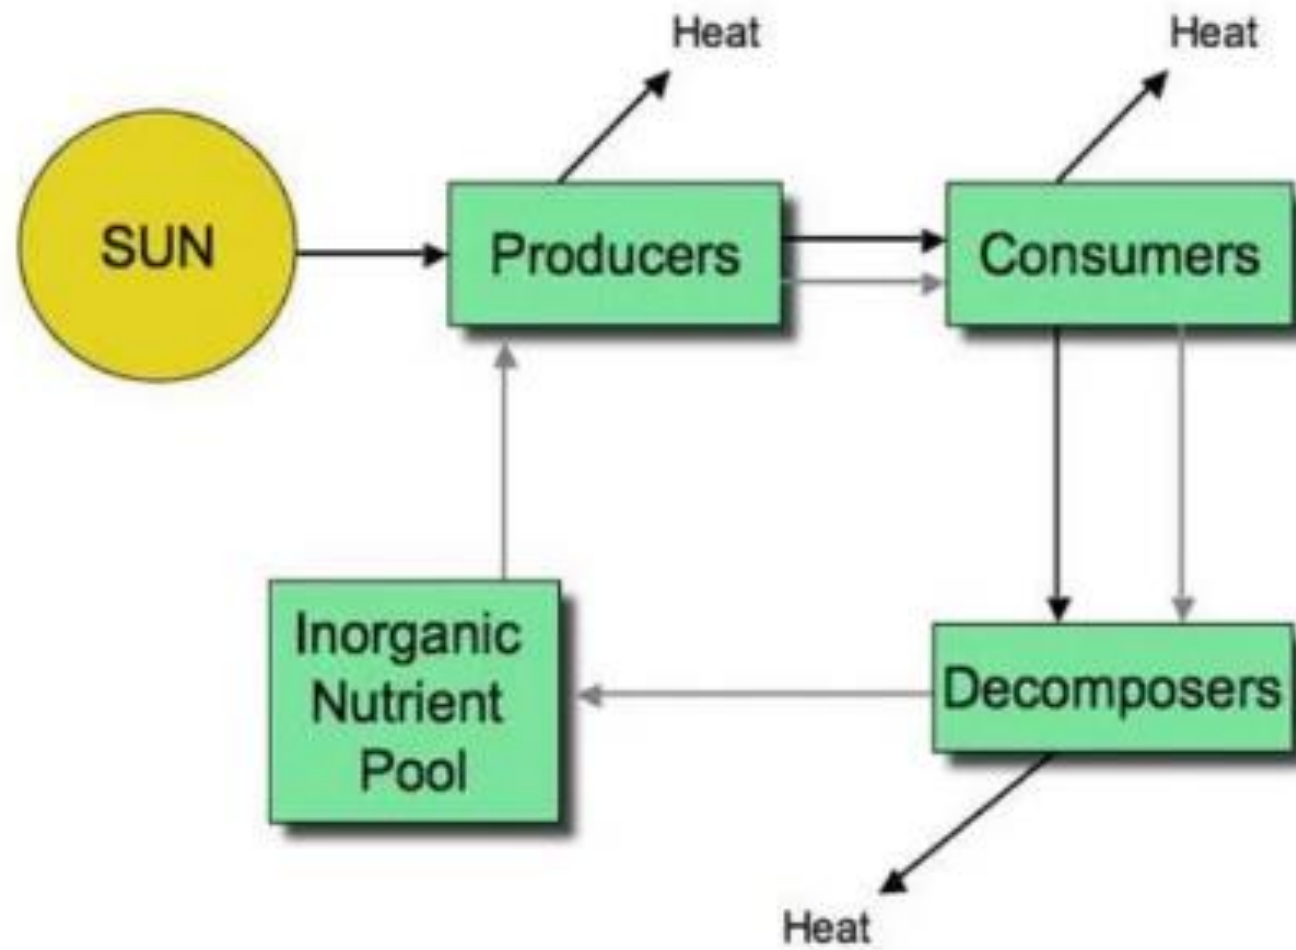 Heat
Heat
SUN
Producers
Consumers
Inorganic
Nutrient
Pool
Decomposers
Heat